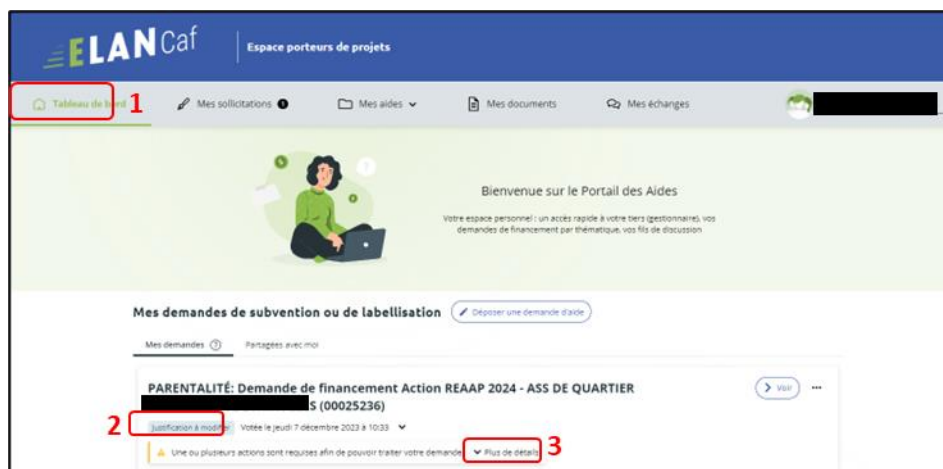 ELAN Caf
Espace porteurs de projets
Tableau de bord
1
Mes sollicitations 1
Mes aides
Mes documents
Mes échanges
Bienvenue sur le Portail des Aides
Votre espace personnel : un accès rapide à votre tiers (gestionnaire), vos
demandes de financement par thématique, vos fils de discussion
Mes demandes de subvention ou de labellisation
Déposer une demande d'aide
Mes demandes ?
Partagées avec moi
PARENTALITÉ: Demande de financement Action REAAP 2024 - ASS DE QUARTIER
S (00025236)
Voir
2
Justification à modifier
Votée le jeudi 7 décembre 2023 à 10:33
Une ou plusieurs actions sont requises afin de pouvoir traiter votre demande
Plus de détails
3